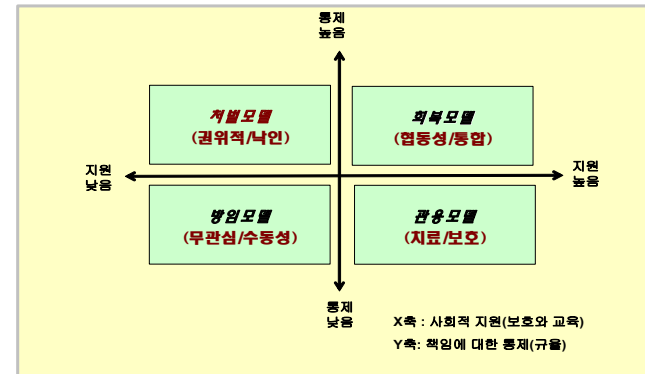 통제
높음
처벌모델
(권위적/낙인)
회복모델
(협동성/통합)
지원
낮음
지원
높음
방임모델
(무관심/수동성)
관용모델
(치료/보호)
통제
낮음
X축 : 사회적 지원(보호와 교육)
Y축: 책임에 대한 통제(규율)